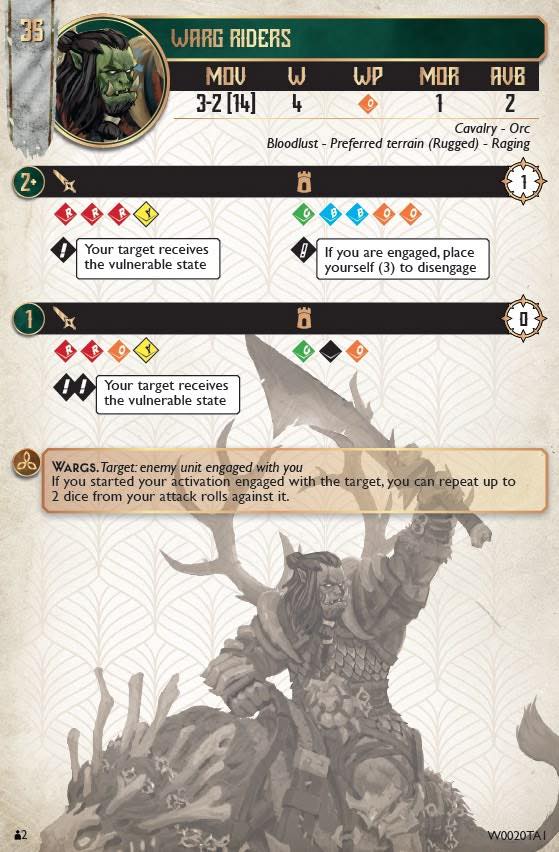 35
WARG RIDERS
MOV W WP MOR AVB
3-2 [14] 4 O 1 2
Cavalry - Orc
Bloodlust - Preferred terrain (Rugged) - Raging
2+ 1
R R R Y G B B O O
! Your target receives
the vulnerable state
! If you are engaged, place
yourself (3) to disengage
1 0
R R O Y G O
! ! Your target receives
the vulnerable state
WARGS. Target: enemy unit engaged with you
If you started your activation engaged with the target, you can repeat up to
2 dice from your attack rolls against it.
2
W0020TA1